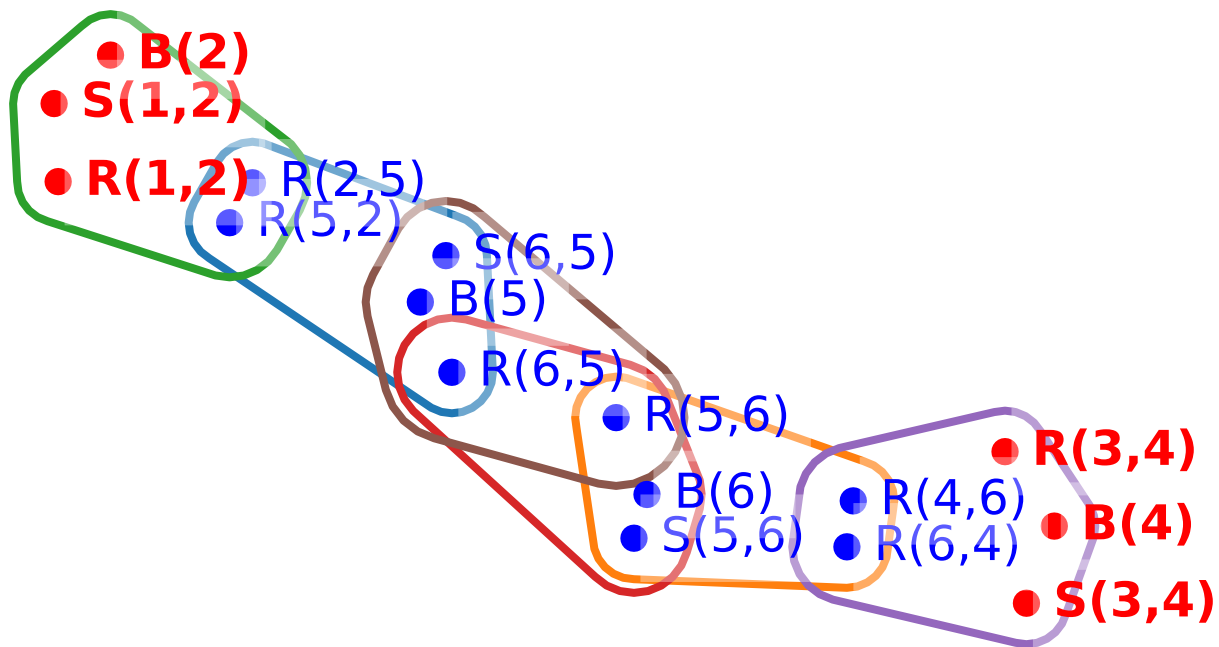 B(2)
S(1,2)
R(1,2)
R(2,5)
R(5,2)
S(6,5)
B(5)
R(6,5)
R(5,6)
R(3,4)
B(6)
R(4,6)
B(4)
S(5,6)
R(6,4)
S(3,4)